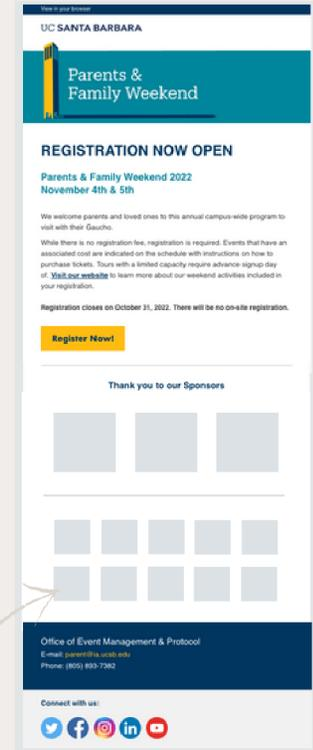 View in your browser
UC SANTA BARBARA
Parents &
Family Weekend
REGISTRATION NOW OPEN
Parents & Family Weekend 2022
November 4th & 5th
We welcome parents and loved ones to this annual campus-wide program to
visit with their Gaucho.
While there is no registration fee, registration is required. Events that have an
associated cost are indicated on the schedule with instructions on how to
purchase tickets. Tours with a limited capacity require advance signup day
of. Visit our website to learn more about our weekend activities included in
your registration.
Registration closes on October 31, 2022. There will be no on-site registration.
Register Now!
Thank you to our Sponsors
Office of Event Management & Protocol
E-mail: parent@ia.ucsb.edu
Phone: (805) 893-7382
Connect with us: